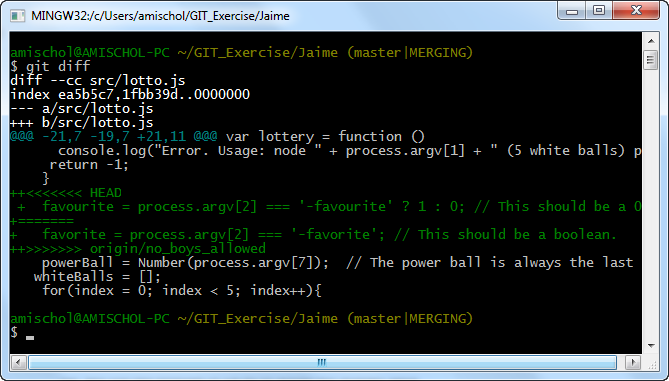 MINGW32:/c/Users/amischol/GIT_Exercise/Jaime
amischol@AMISCHOL-PC ~/GIT_Exercise/Jaime (master|MERGING)
$ git diff
diff --cc src/lotto.js
index ea5b5c7,1fbb39d..0000000
--- a/src/lotto.js
+++ b/src/lotto.js
@@@ -21,7 -19,7 +21,11 @@@ var lottery = function ()
      console.log("Error. Usage: node " + process.argv[1] + " (5 white balls) p
     return -1;
    }
++<<<<<<< HEAD
 +  favourite = process.argv[2] === '-favourite' ? 1 : 0; // This should be a 0
+=======
+  favorite = process.argv[2] == '-favorite'; // This should be a boolean.
++>>>>>>> origin/no_boys_allowed
    powerBall = Number(process.argv[7]);  // The power ball is always the last
   whiteBalls = [];
    for(index = 0; index < 5; index++){
amischol@AMISCHOL-PC ~/GIT_Exercise/Jaime (master|MERGING)
$